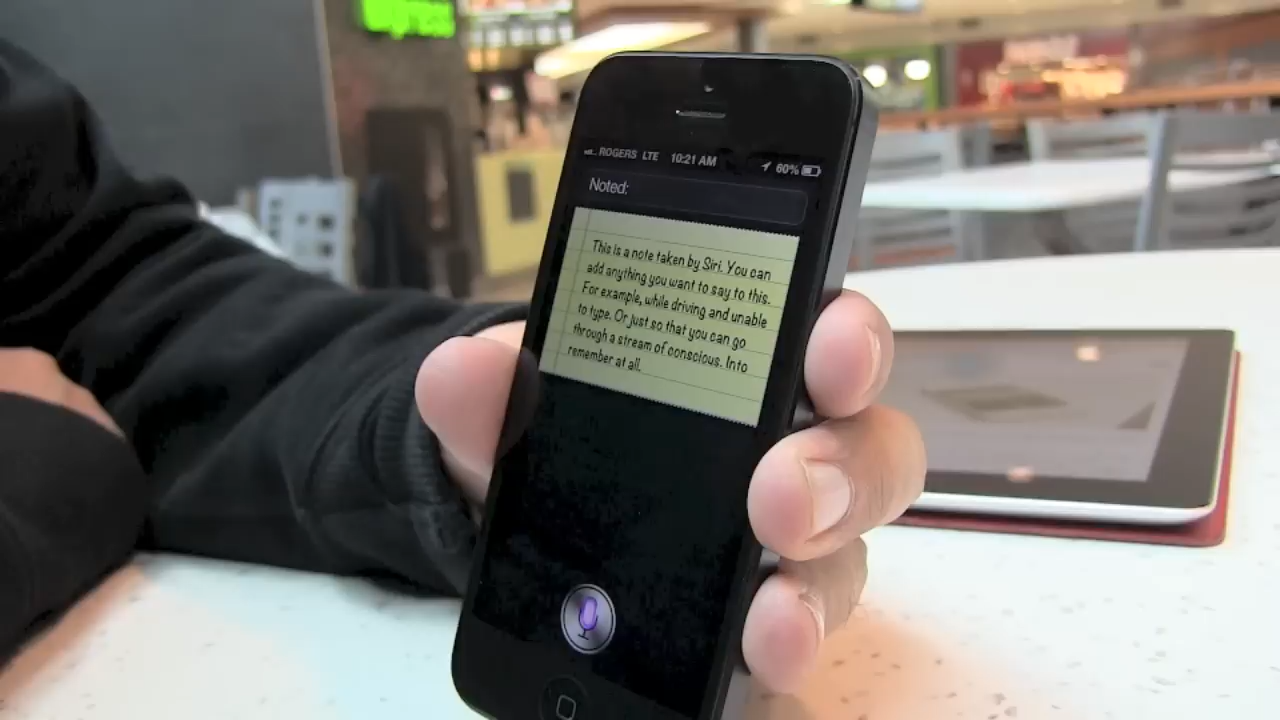 ROGERS LTE 10:21 AM 60%
Noted:
This is a note taken by Siri. You can
add anything you want to say to this.
For example, while driving and unable
to type. Or just so that you can go
through a stream of conscious. Into
remember at all.